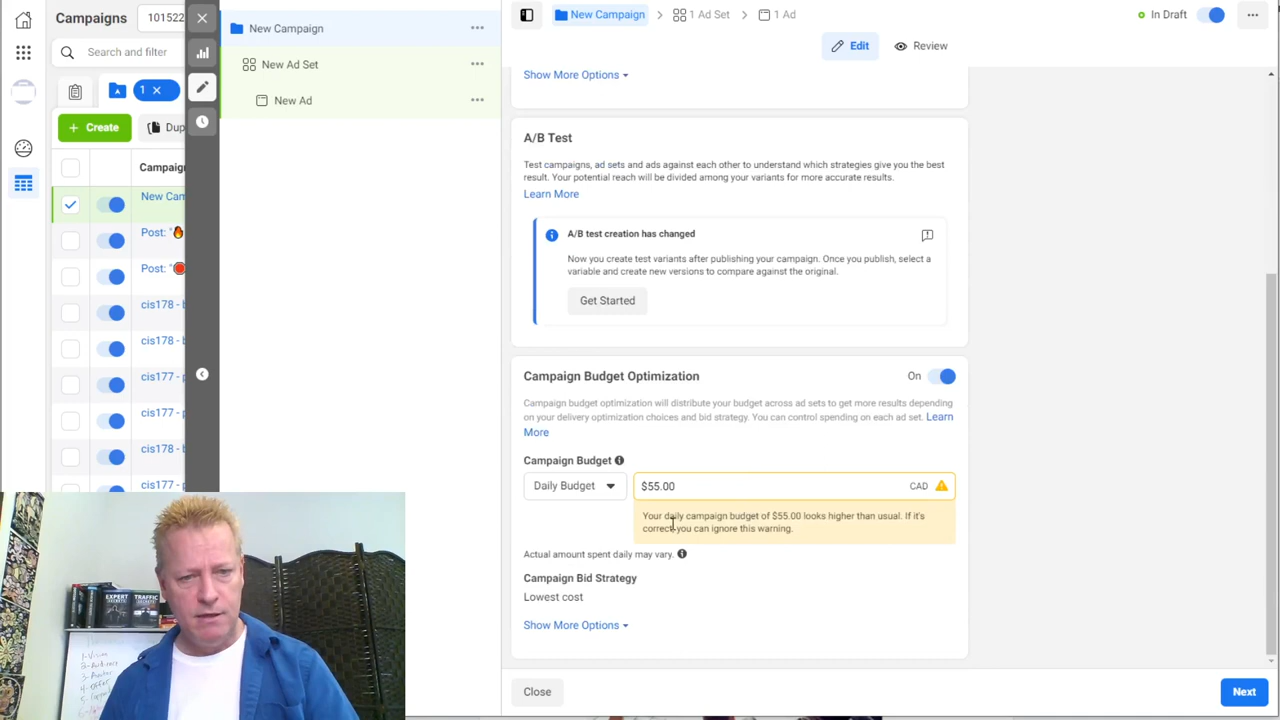 Campaigns
101522
Search and filter
1
+ Create
Dup
Campaign
New Cam
Post: "
Post: "
cis178 - b
cis178 - b
cis177 - p
cis177 - p
cis178 - b
cis177 - p
New Campaign
New Ad Set
New Ad
New Campaign > 1 Ad Set > 1 Ad
In Draft
Edit
Review
Show More Options
A/B Test
Test campaigns, ad sets and ads against each other to understand which strategies give you the best
result. Your potential reach will be divided among your variants for more accurate results.
Learn More
A/B test creation has changed
Now you create test variants after publishing your campaign. Once you publish, select a
variable and create new versions to compare against the original.
Get Started
Campaign Budget Optimization
On
Campaign budget optimization will distribute your budget across ad sets to get more results depending
on your delivery optimization choices and bid strategy. You can control spending on each ad set. Learn
More
Campaign Budget
Daily Budget
$55.00
CAD
Your daily campaign budget of $55.00 looks higher than usual. If it's
correct, you can ignore this warning.
Actual amount spent daily may vary.
Campaign Bid Strategy
Lowest cost
Show More Options
Close
Next
EXPERT
SECRETS
TRAFFIC
SECRETS